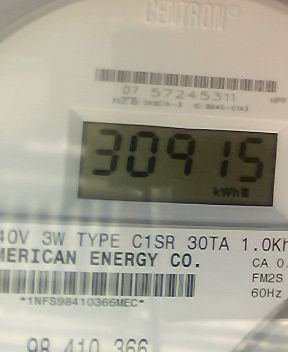 CENTRON®
07 57245311
30915
kWh
40V 3W TYPE C1SR 30TA 1.0Kh
MERICAN ENERGY CO.
CA 0.
FM2S
60Hz
*1NFS98410366MEC*
98 410 366